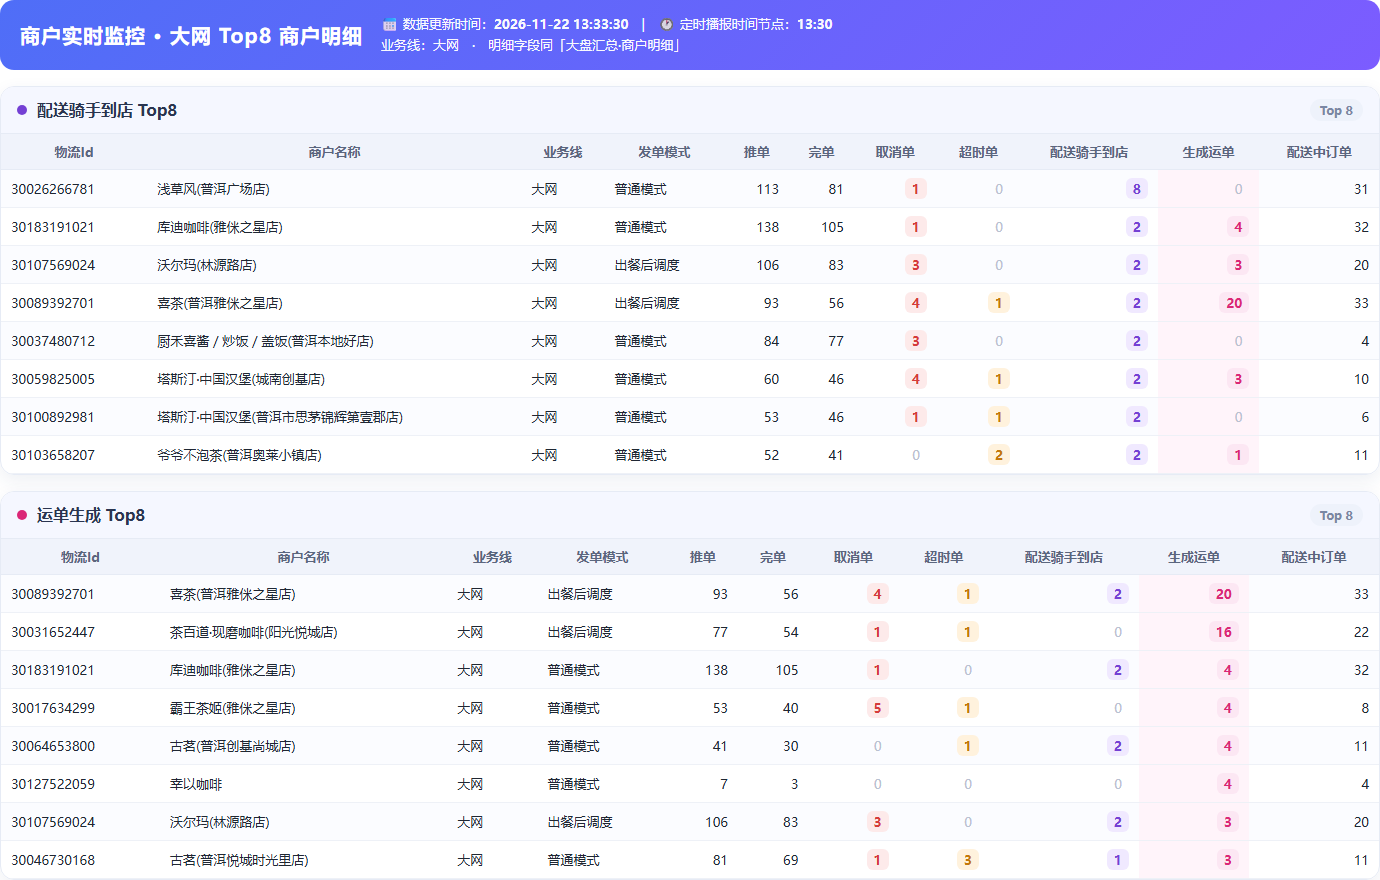 商户实时监控 • 大网 Top8 商户明细
数据更新时间：2026-11-22 13:33:30 | 定时播报时间节点：13:30
业务线：大网 · 明细字段同「大盘汇总·商户明细」
配送骑手到店 Top8 Top 8
物流Id 商户名称 业务线 发单模式 推单 完单 取消单 超时单 配送骑手到店 生成运单 配送中订单
30026266781 浅草风(普洱广场店) 大网 普通模式 113 81 1 0 8 0 31
30183191021 库迪咖啡(雅佅之星店) 大网 普通模式 138 105 1 0 2 4 32
30107569024 沃尔玛(林源路店) 大网 出餐后调度 106 83 3 0 2 3 20
30089392701 喜茶(普洱雅佅之星店) 大网 出餐后调度 93 56 4 1 2 20 33
30037480712 厨禾喜酱 / 炒饭 / 盖饭(普洱本地好店) 大网 普通模式 84 77 3 0 2 0 4
30059825005 塔斯汀·中国汉堡(城南创基店) 大网 普通模式 60 46 4 1 2 3 10
30100892981 塔斯汀·中国汉堡(普洱市思茅锦辉第壹郡店) 大网 普通模式 53 46 1 1 2 0 6
30103658207 爷爷不泡茶(普洱奥莱小镇店) 大网 普通模式 52 41 0 2 2 1 11
运单生成 Top8 Top 8
物流Id 商户名称 业务线 发单模式 推单 完单 取消单 超时单 配送骑手到店 生成运单 配送中订单
30089392701 喜茶(普洱雅佅之星店) 大网 出餐后调度 93 56 4 1 2 20 33
30031652447 茶百道·现磨咖啡(阳光悦城店) 大网 出餐后调度 77 54 1 1 0 16 22
30183191021 库迪咖啡(雅佅之星店) 大网 普通模式 138 105 1 0 2 4 32
30017634299 霸王茶姬(雅佅之星店) 大网 普通模式 53 40 5 1 0 4 8
30064653800 古茗(普洱创基尚城店) 大网 普通模式 41 30 0 1 2 4 11
30127522059 幸以咖啡 大网 普通模式 7 3 0 0 0 4 4
30107569024 沃尔玛(林源路店) 大网 出餐后调度 106 83 3 0 2 3 20
30046730168 古茗(普洱悦城时光里店) 大网 普通模式 81 69 1 3 1 3 11